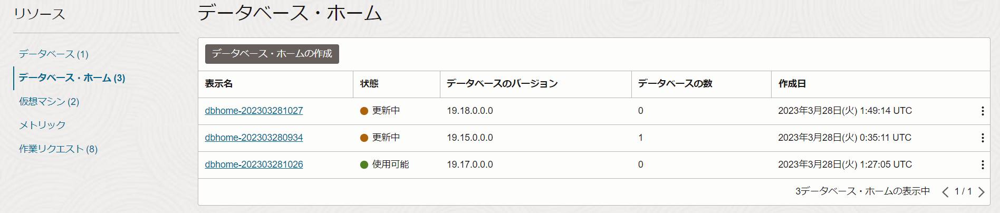 リソース
データベース (1)
データベース・ホーム (3)
仮想マシン (2)
メトリック
作業リクエスト (8)
データベース・ホーム
データベース・ホームの作成
表示名 状態 データベースのバージョン データベースの数 作成日
dbhome-202303281027 更新中 19.18.0.0.0 0 2023年3月28日(火) 1:49:14 UTC
dbhome-202303280934 更新中 19.15.0.0.0 1 2023年3月28日(火) 0:35:11 UTC
dbhome-202303281026 使用可能 19.17.0.0.0 0 2023年3月28日(火) 1:27:05 UTC
3データベース・ホームの表示中 1 / 1